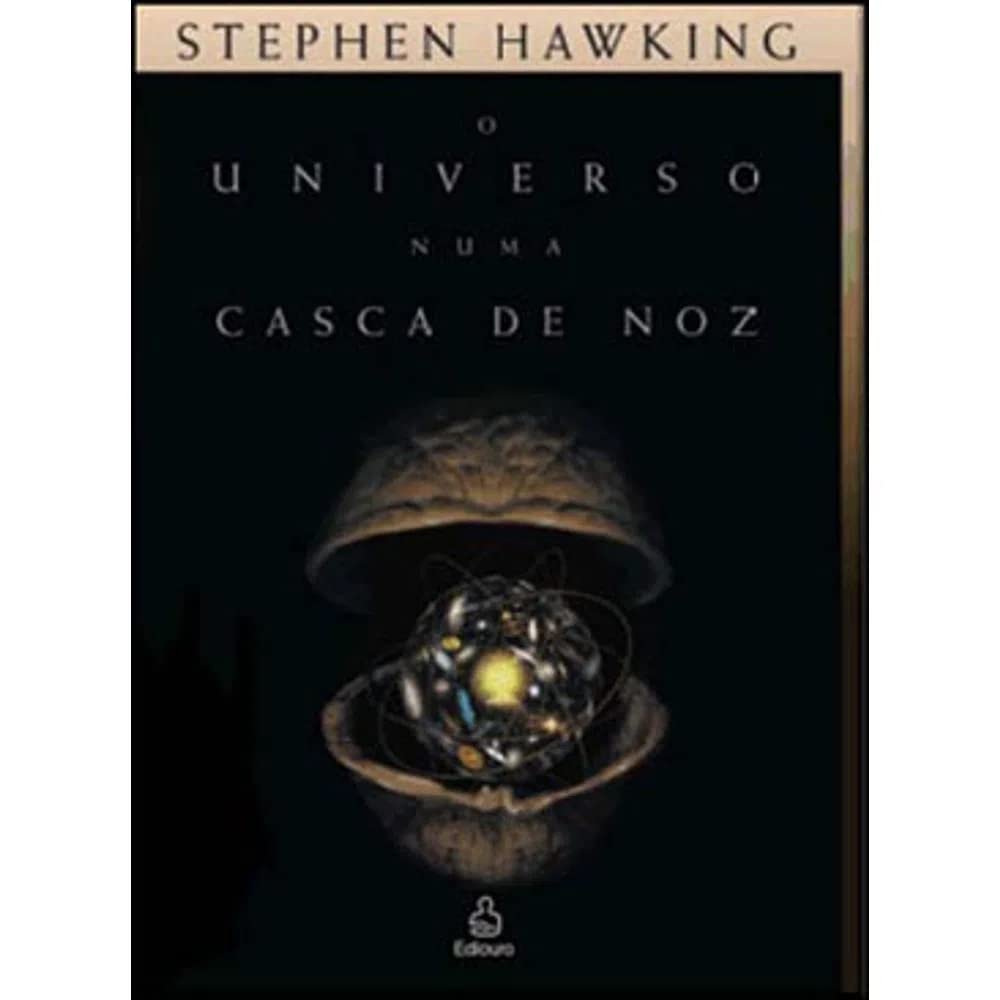 STEPHEN HAWKING
O
UNIVERSO
NUMA
CASCA DE NOZ
Ediouro